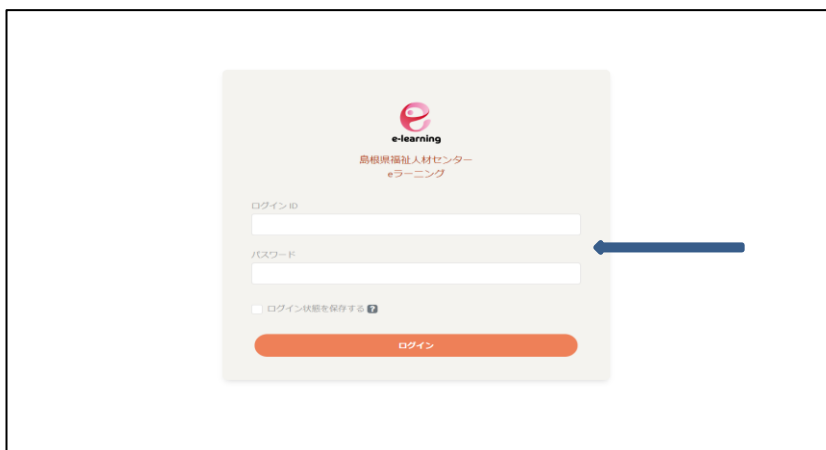 e-learning
島根県福祉人材センター
eラーニング
ログイン ID
パスワード
ログイン状態を保存する ?
ログイン